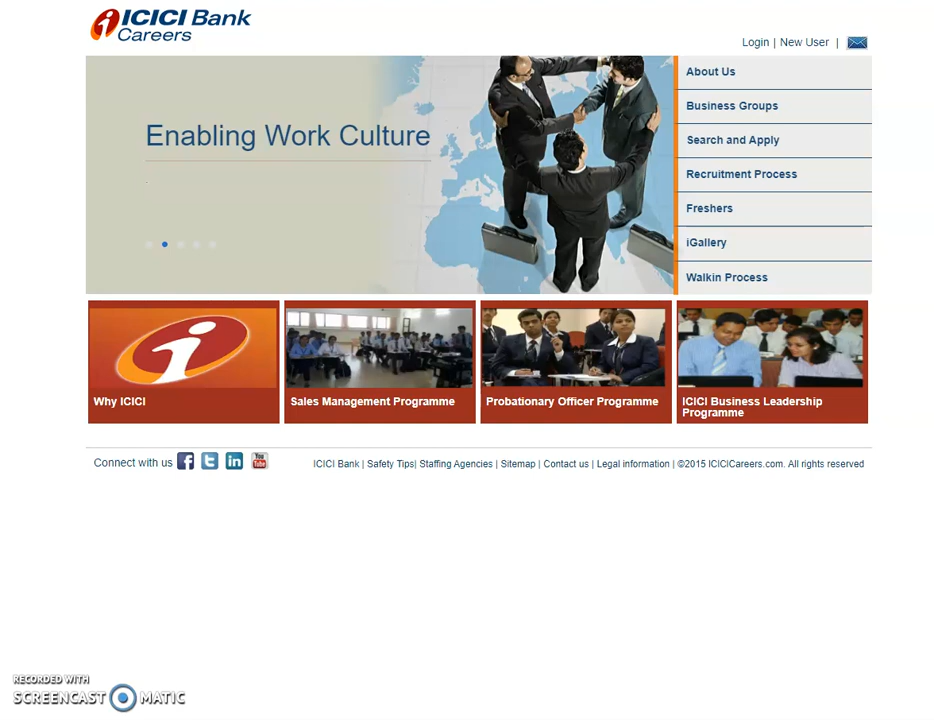 ICICI Bank
Careers
Login | New User |
Enabling Work Culture
About Us
Business Groups
Search and Apply
Recruitment Process
Freshers
iGallery
Walkin Process
Why ICICI
Sales Management Programme
Probationary Officer Programme
ICICI Business Leadership
Programme
Connect with us
You
Tube
ICICI Bank | Safety Tips| Staffing Agencies | Sitemap | Contact us | Legal information | ©2015 ICICICareers.com. All rights reserved
RECORDED WITH
SCREENCAST MATIC